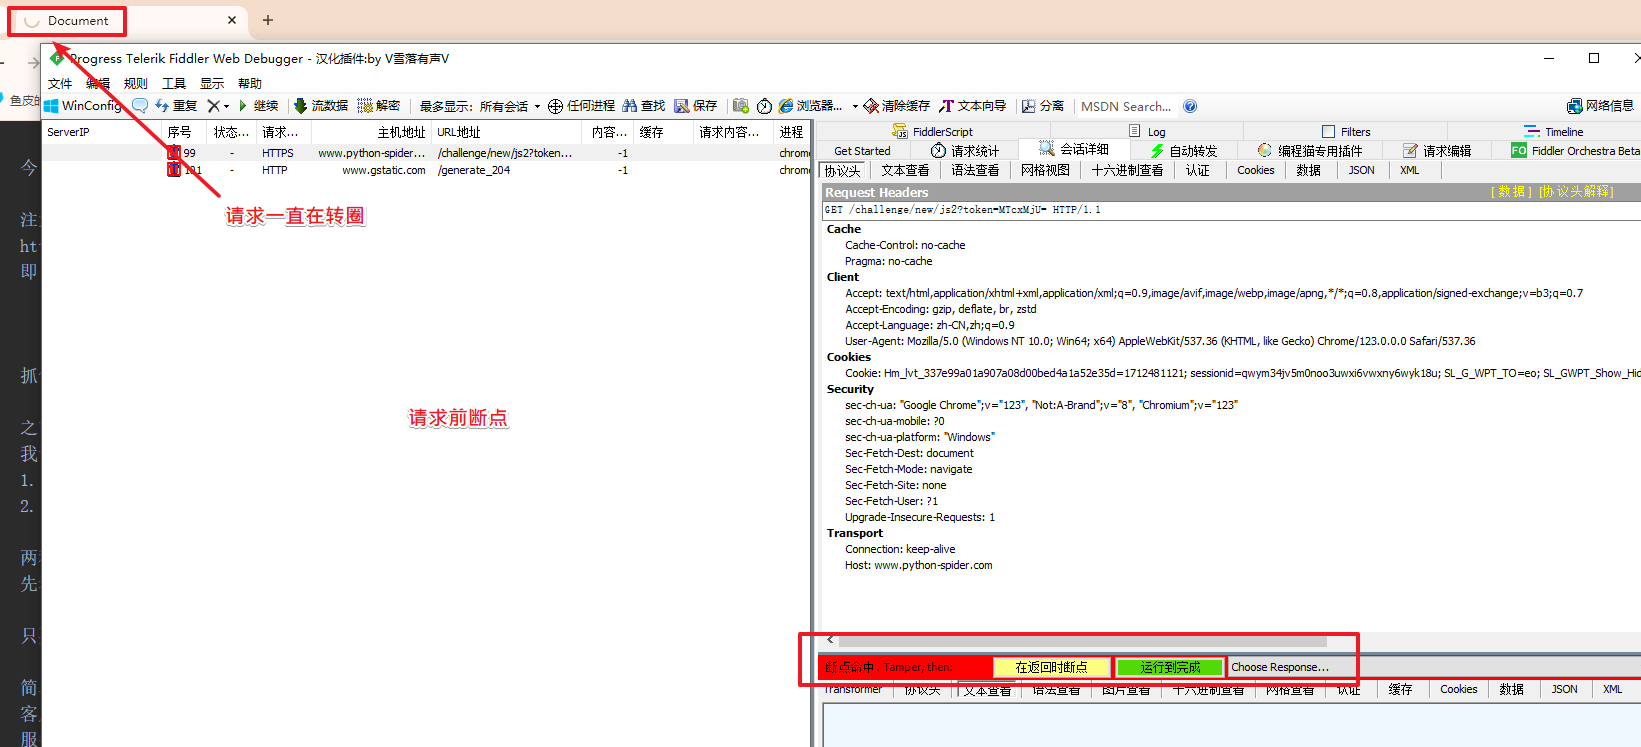 Document
Progress Telerik Fiddler Web Debugger - 汉化插件:by V雪落有声V
文件 编辑 规则 工具 显示 帮助
WinConfig 重复 继续 流数据 解密 最多显示: 所有会话 任何进程 查找 保存 浏览器... 清除缓存 文本向导 分离 MSDN Search... 网络信息
鱼皮的
ServerIP 序号 状态... 请求... 主机地址 URL地址 内容... 缓存 请求内容... 进程
99 - HTTPS www.python-spider... /challenge/new/js2?token... -1 chrome
101 - HTTP www.gstatic.com /generate_204 -1 chrome
请求一直在转圈
请求前断点
今
注
ht
即
抓
之
我
1.
2.
两
先
只
简
客
服
FiddlerScript Log Filters Timeline
Get Started 请求统计 会话详细 自动转发 编程猫专用插件 请求编辑 FO Fiddler Orchestra Beta
协议头 文本查看 语法查看 网格视图 十六进制查看 认证 Cookies 数据 JSON XML
Request Headers [ 数据 ] [协议头解释]
GET /challenge/new/js2?token=MTcxMjU= HTTP/1.1
Cache
Cache-Control: no-cache
Pragma: no-cache
Client
Accept: text/html,application/xhtml+xml,application/xml;q=0.9,image/avif,image/webp,image/apng,*/*;q=0.8,application/signed-exchange;v=b3;q=0.7
Accept-Encoding: gzip, deflate, br, zstd
Accept-Language: zh-CN,zh;q=0.9
User-Agent: Mozilla/5.0 (Windows NT 10.0; Win64; x64) AppleWebKit/537.36 (KHTML, like Gecko) Chrome/123.0.0.0 Safari/537.36
Cookies
Cookie: Hm_lvt_337e99a01a907a08d00bed4a1a52e35d=1712481121; sessionid=qwym34jv5m0noo3uwxi6vwxny6wyk18u; SL_G_WPT_TO=eo; SL_GWPT_Show_Hid
Security
sec-ch-ua: "Google Chrome";v="123", "Not:A-Brand";v="8", "Chromium";v="123"
sec-ch-ua-mobile: ?0
sec-ch-ua-platform: "Windows"
Sec-Fetch-Dest: document
Sec-Fetch-Mode: navigate
Sec-Fetch-Site: none
Sec-Fetch-User: ?1
Upgrade-Insecure-Requests: 1
Transport
Connection: keep-alive
Host: www.python-spider.com
断点命中. Tamper, then: 在返回时断点 运行到完成 Choose Response...
Transformer 协议头 文本查看 语法查看 图片查看 十六进制查看 网格查看 认证 缓存 Cookies 数据 JSON XML